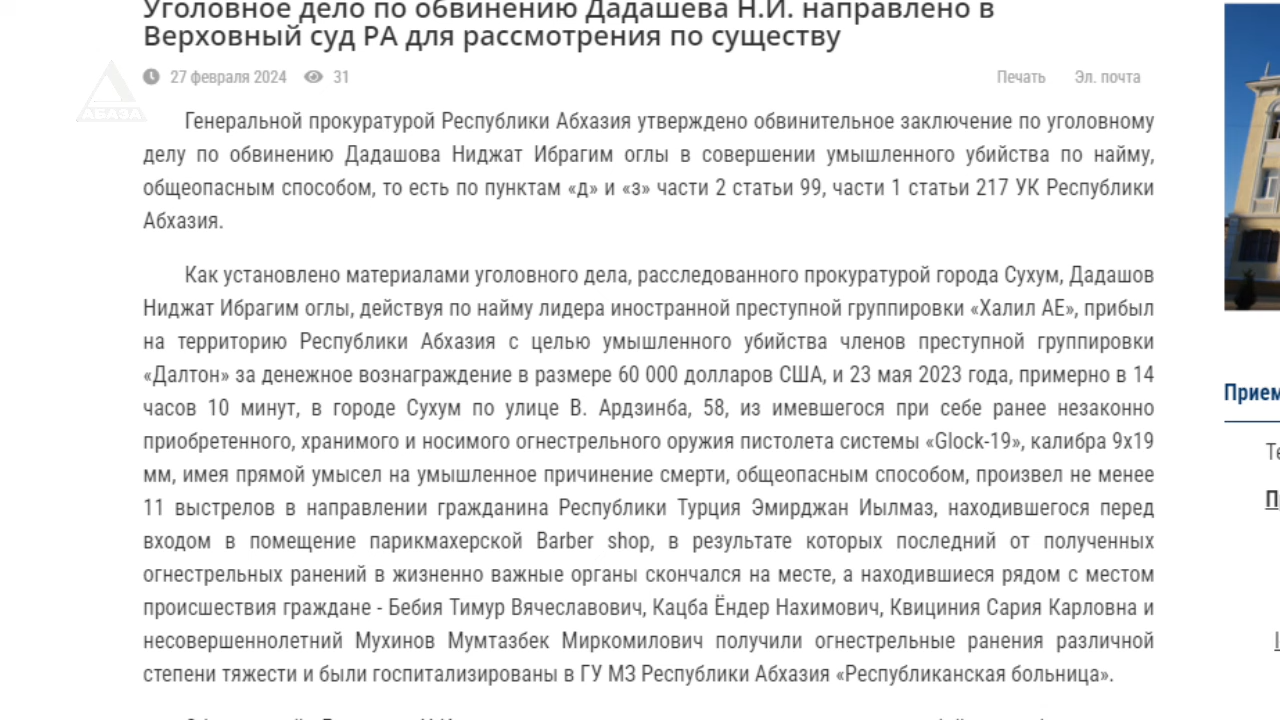 Уголовное дело по обвинению Дадашева Н.И. направлено в
Верховный суд РА для рассмотрения по существу
27 февраля 2024 31 Печать Эл. почта
АБАЗА
Генеральной прокуратурой Республики Абхазия утверждено обвинительное заключение по уголовному
делу по обвинению Дадашова Ниджат Ибрагим оглы в совершении умышленного убийства по найму,
общеопасным способом, то есть по пунктам «д» и «з» части 2 статьи 99, части 1 статьи 217 УК Республики
Абхазия.
Как установлено материалами уголовного дела, расследованного прокуратурой города Сухум, Дадашов
Ниджат Ибрагим оглы, действуя по найму лидера иностранной преступной группировки «Халил АЕ», прибыл
на территорию Республики Абхазия с целью умышленного убийства членов преступной группировки
«Далтон» за денежное вознаграждение в размере 60 000 долларов США, и 23 мая 2023 года, примерно в 14
часов 10 минут, в городе Сухум по улице В. Ардзинба, 58, из имевшегося при себе ранее незаконно
приобретенного, хранимого и носимого огнестрельного оружия пистолета системы «Glock-19», калибра 9х19
мм, имея прямой умысел на умышленное причинение смерти, общеопасным способом, произвел не менее
11 выстрелов в направлении гражданина Республики Турция Эмирджан Иылмаз, находившегося перед
входом в помещение парикмахерской Barber shop, в результате которых последний от полученных
огнестрельных ранений в жизненно важные органы скончался на месте, а находившиеся рядом с местом
происшествия граждане - Бебия Тимур Вячеславович, Кацба Ёндер Нахимович, Квициния Сария Карловна и
несовершеннолетний Мухинов Мумтазбек Миркомилович получили огнестрельные ранения различной
степени тяжести и были госпитализированы в ГУ МЗ Республики Абхазия «Республиканская больница».
Прием